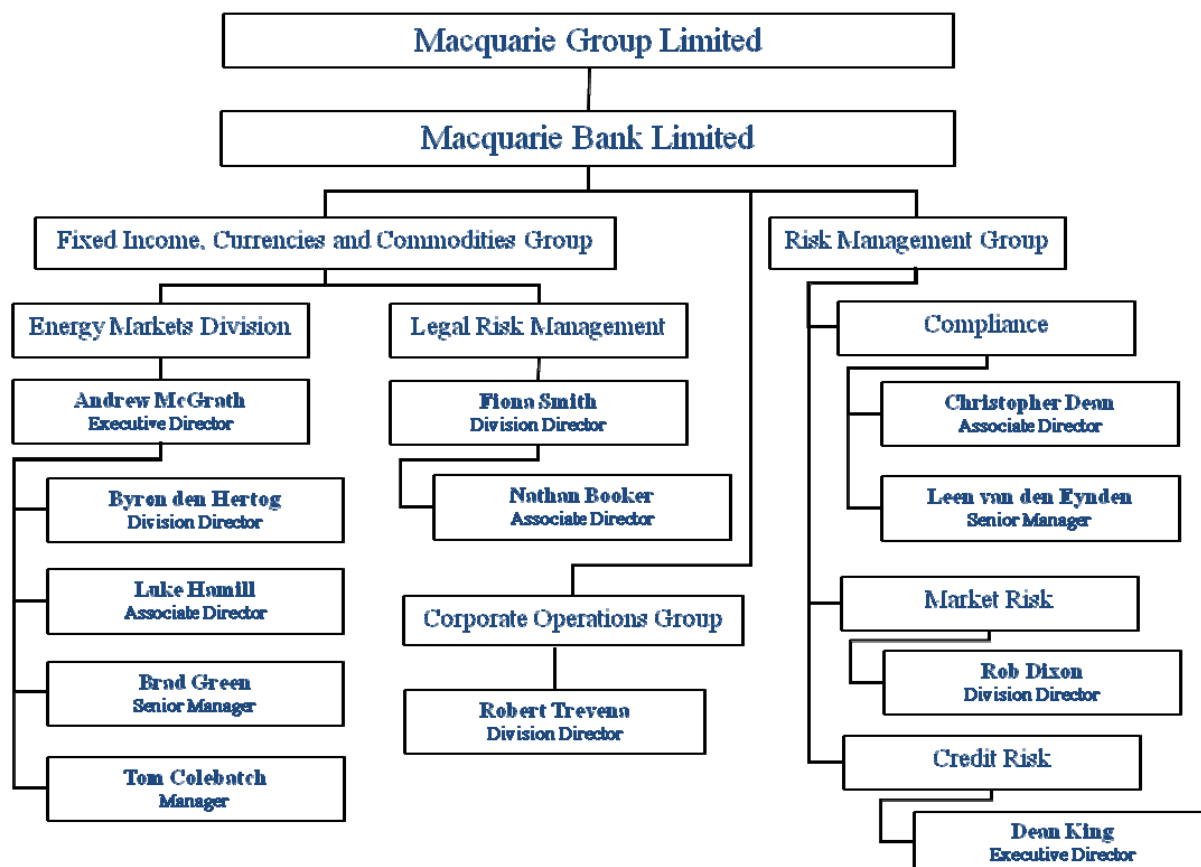 Macquarie Group Limited
Macquarie Bank Limited
Fixed Income, Currencies and Commodities Group
Risk Management Group
Energy Markets Division
Legal Risk Management
Compliance
Andrew McGrath
Executive Director
Fiona Smith
Division Director
Christopher Dean
Associate Director
Byron den Hertog
Division Director
Nathan Booker
Associate Director
Leen van den Eynden
Senior Manager
Luke Hamill
Associate Director
Corporate Operations Group
Market Risk
Brad Green
Senior Manager
Robert Trevena
Division Director
Rob Dixon
Division Director
Tom Colebatch
Manager
Credit Risk
Dean King
Executive Director